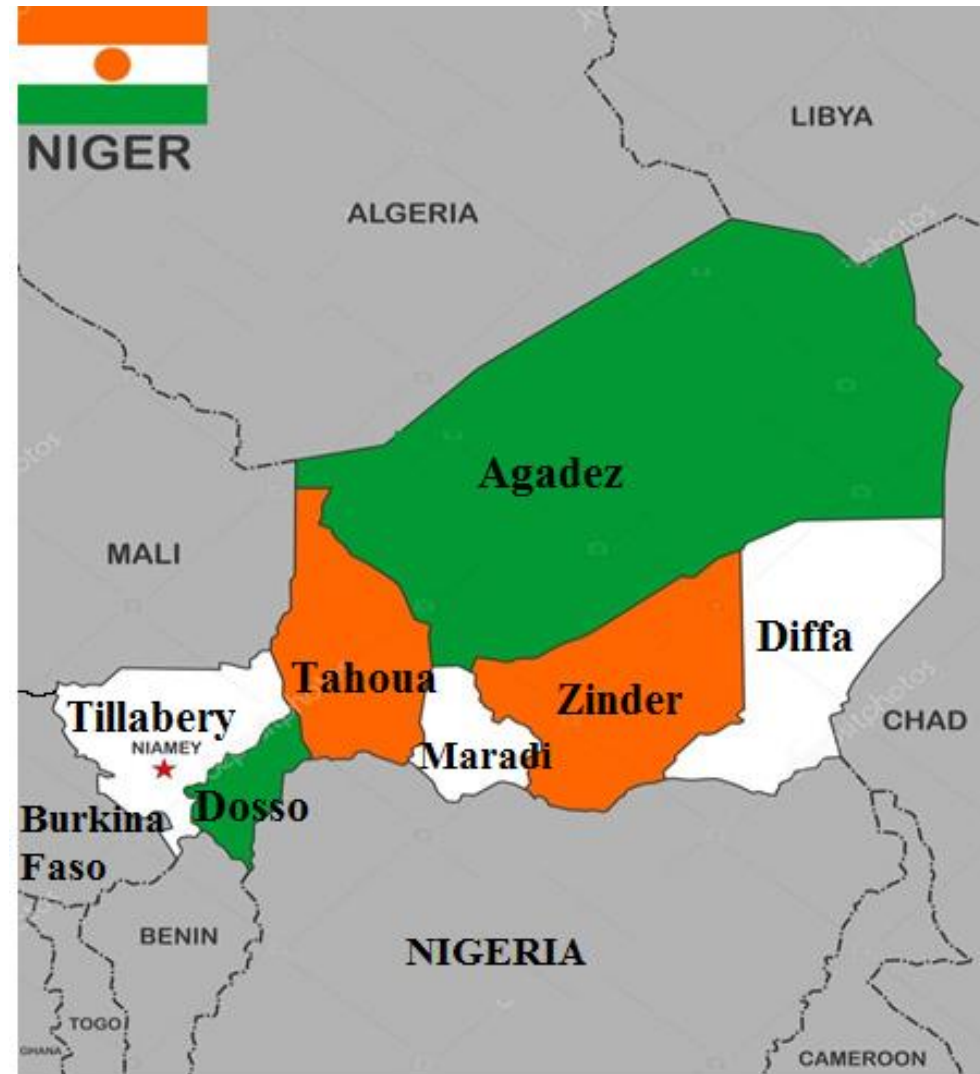 NIGER
LIBYA
ALGERIA
Agadez
MALI
Diffa
Tahoua
Zinder
Tillabery
CHAD
NIAMEY
Maradi
Dosso
Burkina
Faso
BENIN
NIGERIA
TOGO
GHANA
CAMEROON